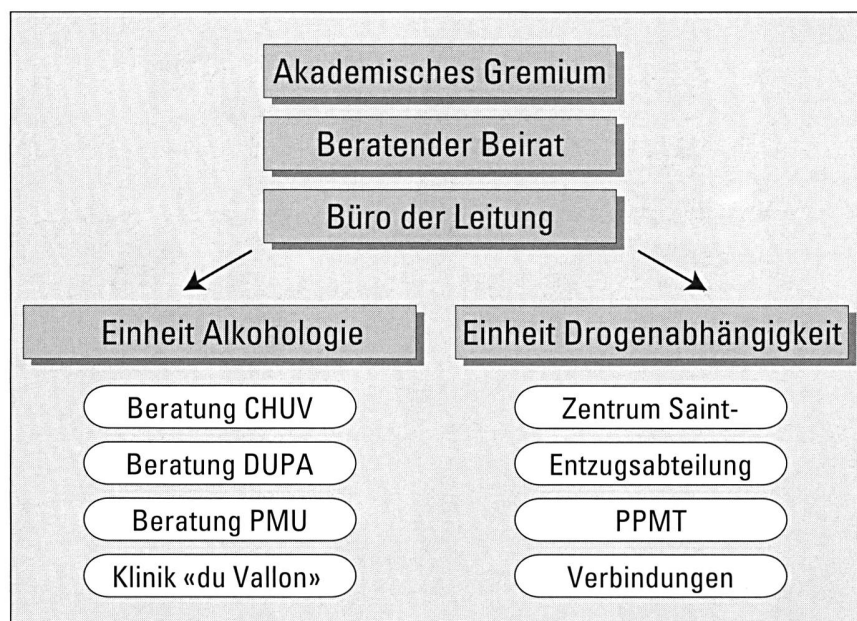 Akademisches Gremium
Beratender Beirat
Büro der Leitung
Einheit Alkohologie
Einheit Drogenabhängigkeit
Beratung CHUV
Zentrum Saint-
Beratung DUPA
Entzugsabteilung
Beratung PMU
PPMT
Klinik «du Vallon»
Verbindungen